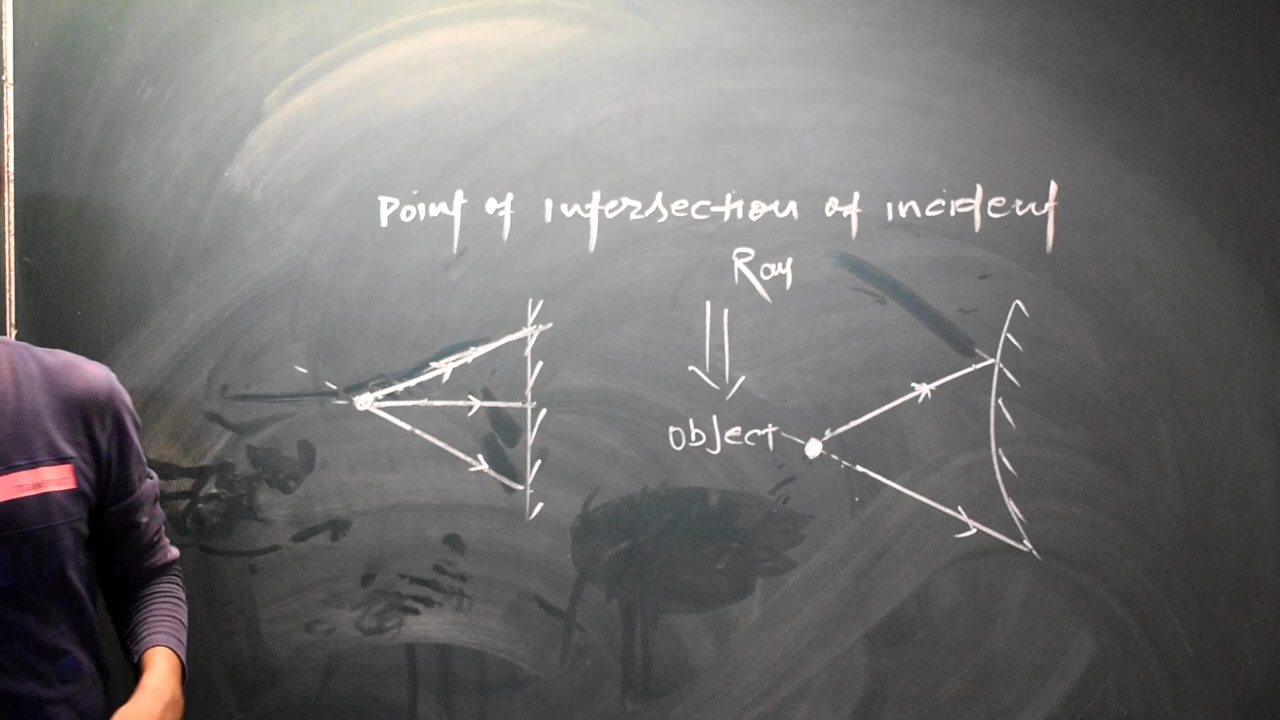 Point of intersection of incident
Ray
object